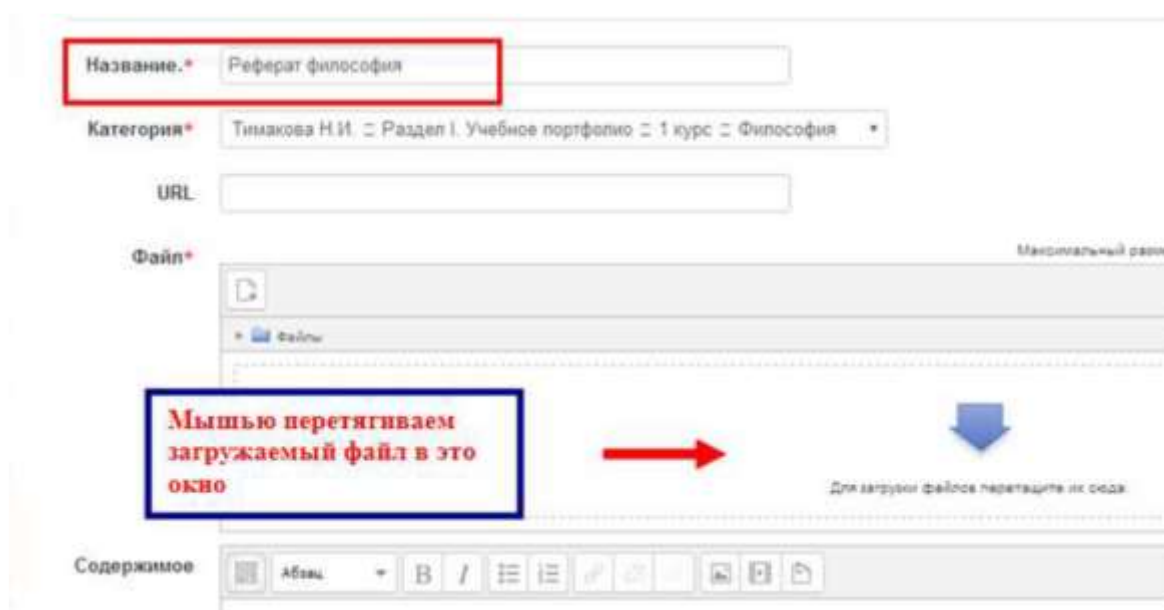 Название.* Реферат философия
Категория* Тимакова Н.И. Раздел I. Учебное портфолио 1 курс Философия
URL
Файл*
Максимальный
Файлы
Мышью перетягиваем
загружаемый файл в это
окно
Для загрузки файлов перетащите их сюда.
Содержимое
Абзац B I